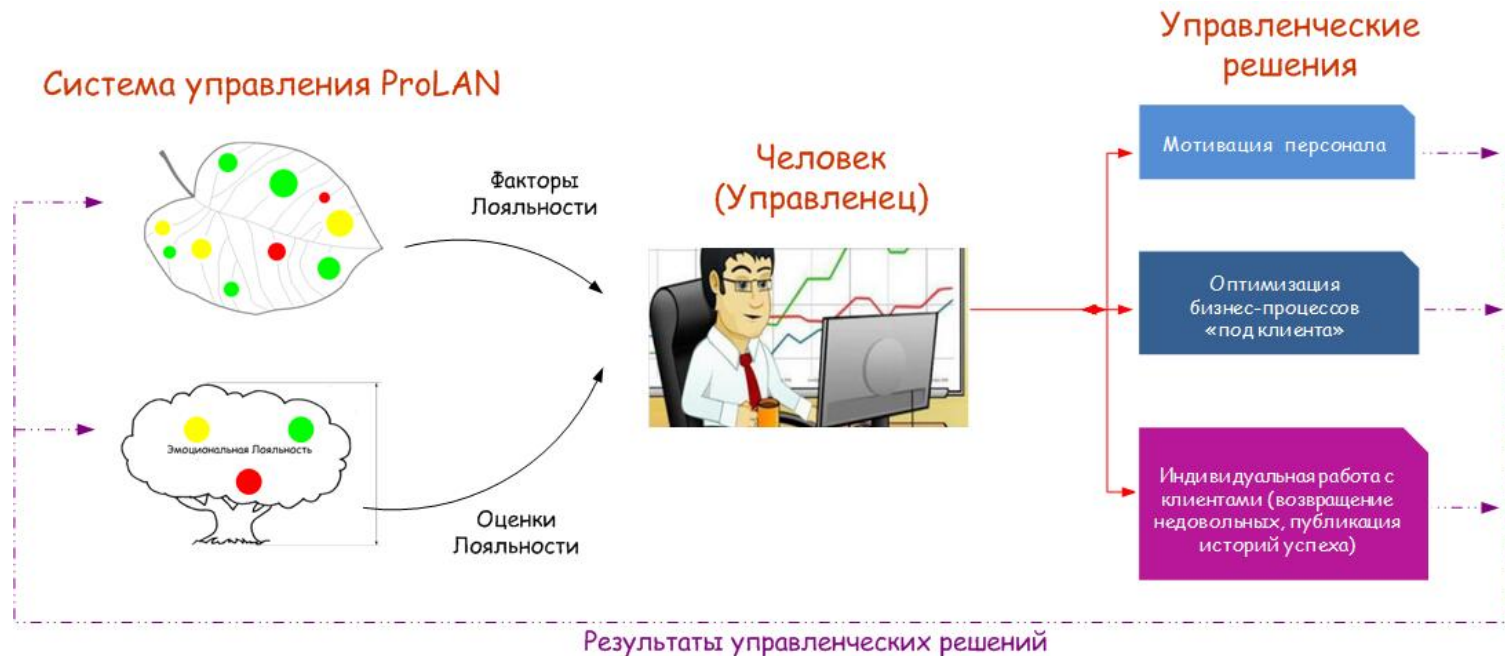 Система управления ProLAN
Факторы
Лояльности
Эмоциональная Лояльность
Оценки
Лояльности
Человек
(Управленец)
Управленческие
решения
Мотивация персонала
Оптимизация
бизнес-процессов
«под клиента»
Индивидуальная работа с
клиентами (возвращение
недовольных, публикация
историй успеха)
Результаты управленческих решений